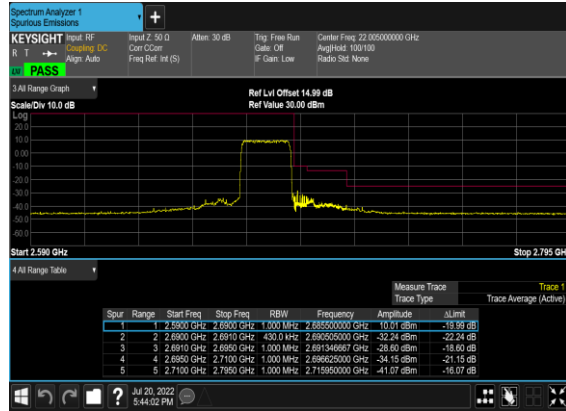 Spectrum Analyzer 1
Spurious Emissions
KEYSIGHT Input: RF Input Z: 50 Ω Atten: 30 dB Trig: Free Run Center Freq: 22.005000000 GHz
R T Coupling: DC Corr CCorr Gate: Off Avg|Hold: 100/100
Align: Auto Freq Ref: Int (S) IF Gain: Low Radio Std: None
PASS
3 All Range Graph
Ref Lvl Offset 14.99 dB
Scale/Div 10.0 dB Ref Value 30.00 dBm
Log
20.0
10.0
0.00
-10.0
-20.0
-30.0
-40.0
-50.0
-60.0
Start 2.590 GHz Stop 2.795 GH
4 All Range Table
Measure Trace Trace 1
Trace Type Trace Average (Active)
Spur Range Start Freq Stop Freq RBW Frequency Amplitude ΔLimit
1 1 2.5900 GHz 2.6900 GHz 1.000 MHz 2.685500000 GHz 10.01 dBm -19.99 dB
2 2 2.6900 GHz 2.6910 GHz 430.0 kHz 2.690505000 GHz -32.24 dBm -22.24 dB
3 3 2.6910 GHz 2.6950 GHz 1.000 MHz 2.691346667 GHz -28.60 dBm -18.60 dB
4 4 2.6950 GHz 2.7100 GHz 1.000 MHz 2.696625000 GHz -34.15 dBm -21.15 dB
5 5 2.7100 GHz 2.7950 GHz 1.000 MHz 2.715950000 GHz -41.07 dBm -16.07 dB
Jul 20, 2022
5:44:02 PM